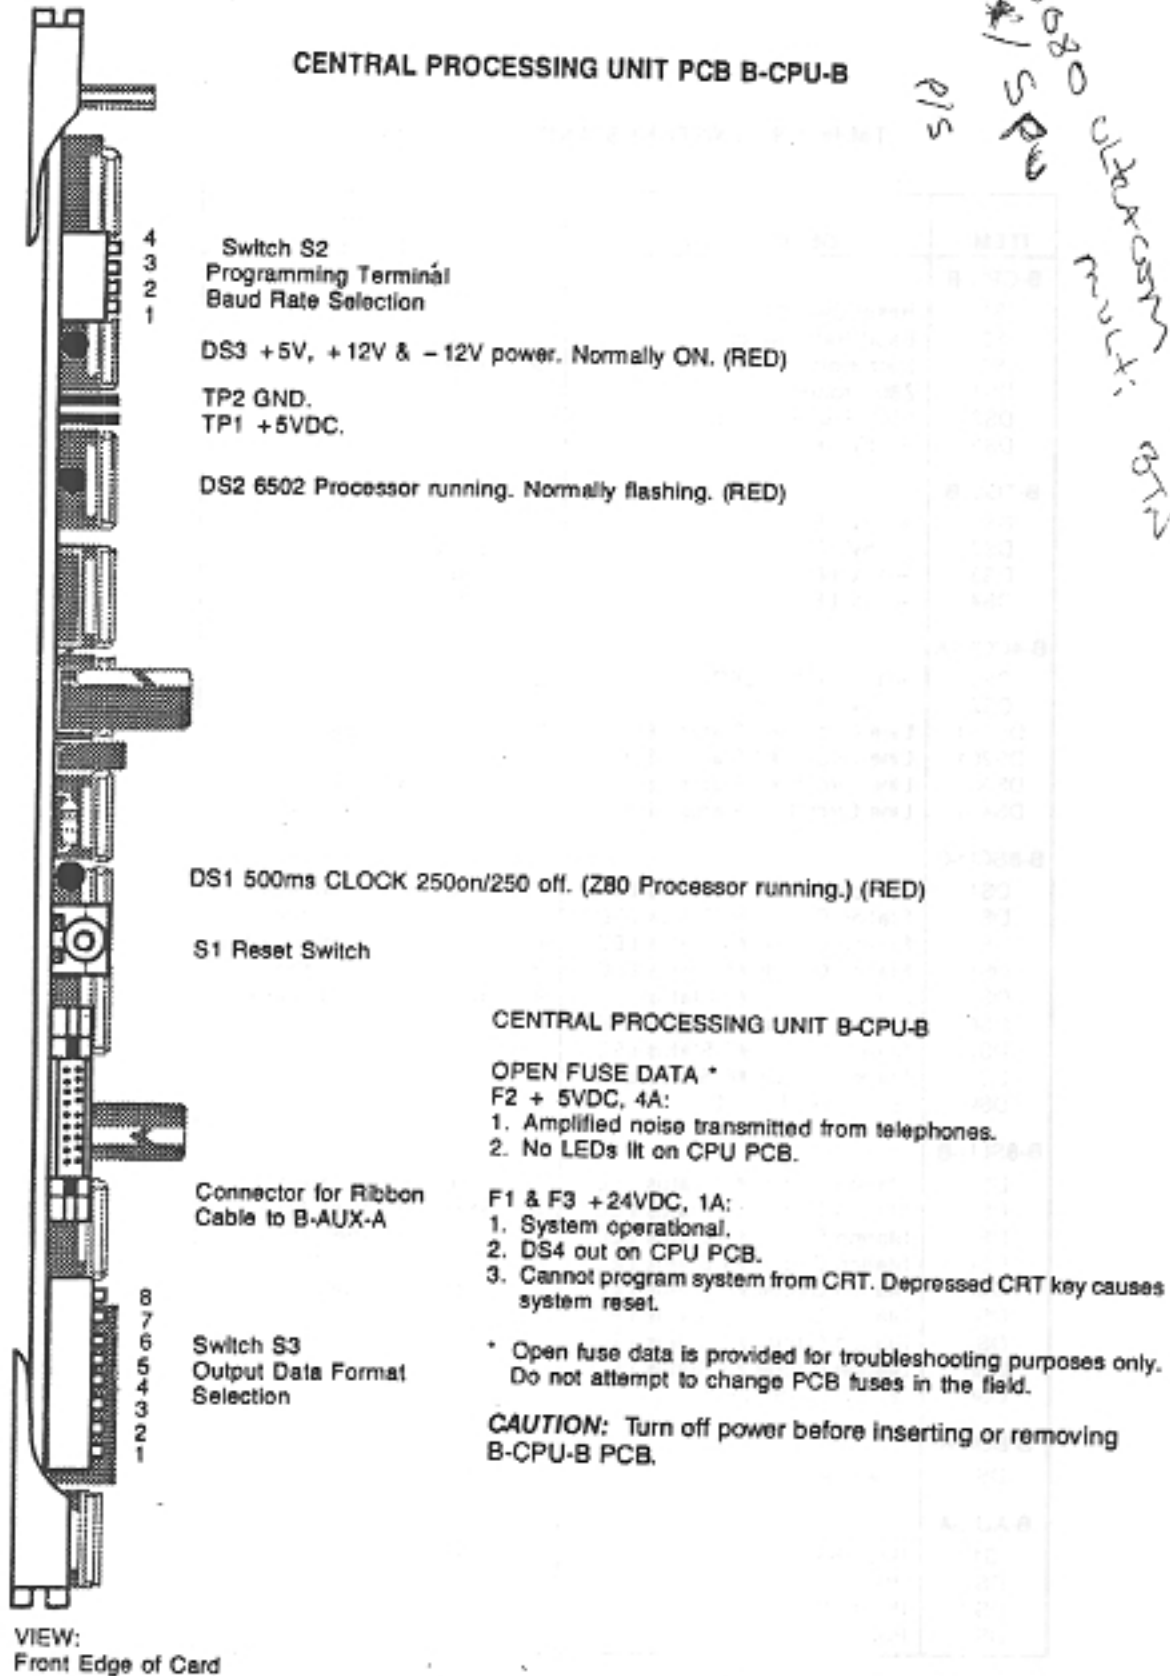 CENTRAL PROCESSING UNIT PCB B-CPU-B
P/S
SPW
ULTRACOM
MULTI
BTN
4
3
2
1
Switch S2
Programming Terminal
Baud Rate Selection
DS3 +5V, +12V & -12V power. Normally ON. (RED)
TP2 GND.
TP1 +5VDC.
DS2 6502 Processor running. Normally flashing. (RED)
DS1 500ms CLOCK 250on/250 off. (Z80 Processor running.) (RED)
S1 Reset Switch
CENTRAL PROCESSING UNIT B-CPU-B
OPEN FUSE DATA *
F2 + 5VDC, 4A:
1. Amplified noise transmitted from telephones.
2. No LEDs lit on CPU PCB.
Connector for Ribbon
Cable to B-AUX-A
F1 & F3 +24VDC, 1A:
1. System operational.
2. DS4 out on CPU PCB.
3. Cannot program system from CRT. Depressed CRT key causes
system reset.
8
7
6
5
4
3
2
1
Switch S3
Output Data Format
Selection
* Open fuse data is provided for troubleshooting purposes only.
Do not attempt to change PCB fuses in the field.
CAUTION: Turn off power before inserting or removing
B-CPU-B PCB.
VIEW:
Front Edge of Card